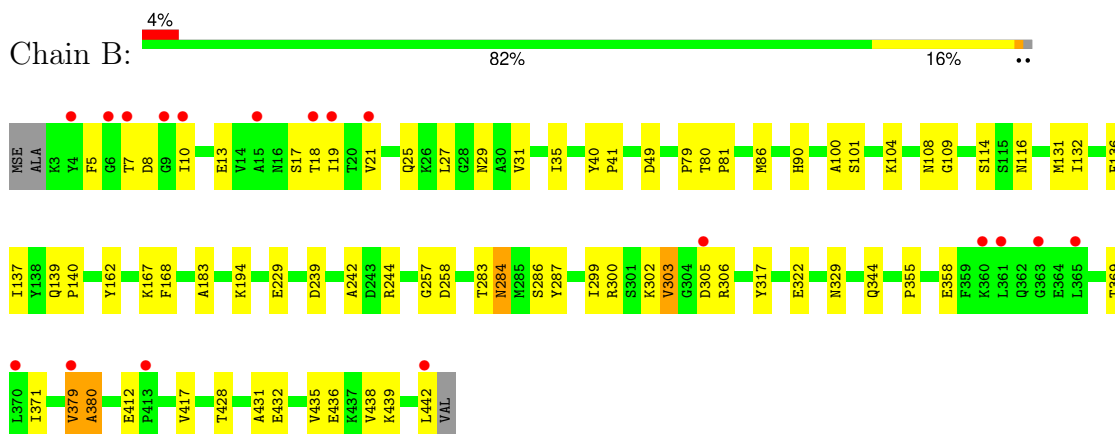 4%
Chain B:
82% 16% ••
MSE ALA K3 Y4 F5 G6 T7 D8 G9 I10 E13 V14 A15 N16 S17 T18 I19 T20 V21 Q25 K26 L27 G28 N29 A30 V31 I35 Y40 P41 D49 P79 T80 P81 M86 H90 A100 S101 K104 N108 G109 S114 S115 N116 M131 I132 E136
I137 Y138 Q139 P140 Y162 K167 F168 A183 K194 E229 D239 A242 D243 R244 G257 D258 T283 N284 M285 S286 Y287 I299 R300 S301 K302 V303 G304 D305 R306 Y317 E322 N329 Q344 P355 E358 F359 K360 L361 Q362 G363 E364 L365 T369
L370 I371 V379 A380 E412 P413 V417 T428 A431 E432 V435 E436 K437 V438 K439 L442 VAL